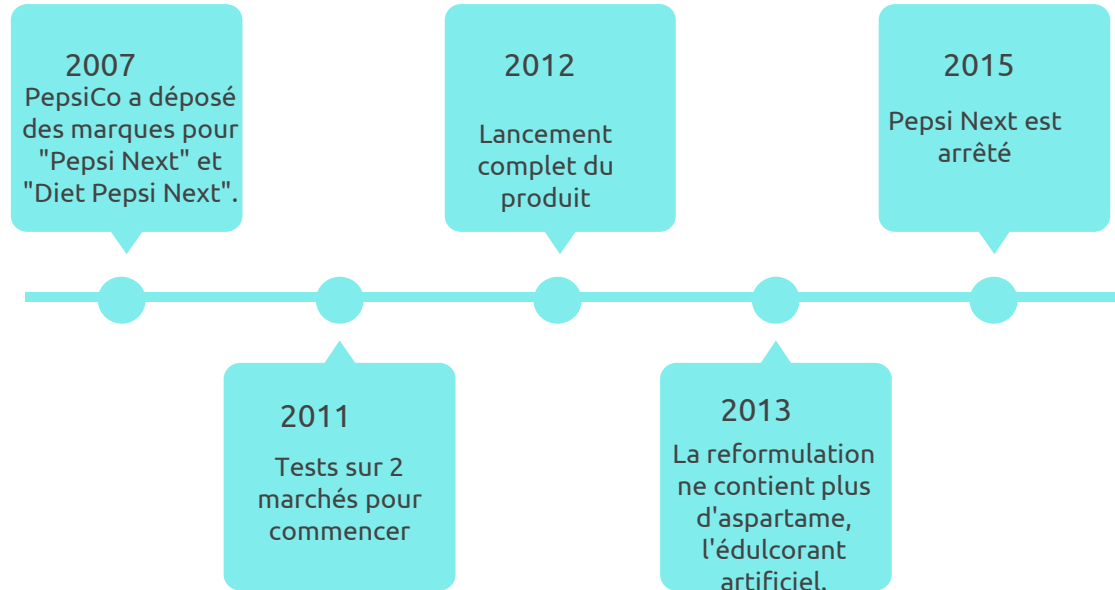 2007
PepsiCo a déposé
des marques pour
"Pepsi Next" et
"Diet Pepsi Next".
2011
Tests sur 2
marchés pour
commencer
2012
Lancement
complet du
produit
2013
La reformulation
ne contient plus
d'aspartame,
l'édulcorant
artificiel.
2015
Pepsi Next est
arrêté